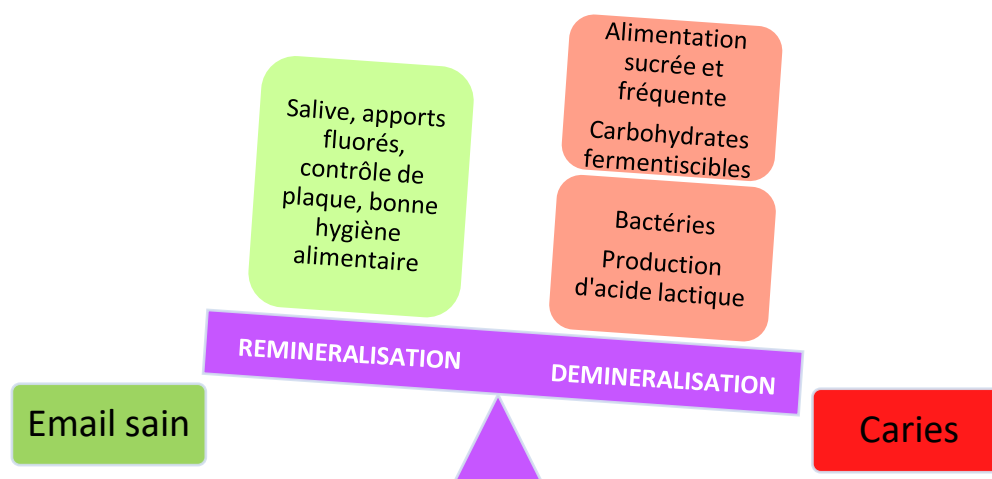 Salive, apports
fluorés,
contrôle de
plaque, bonne
hygiène
alimentaire
Alimentation
sucrée et
fréquente
Carbohydrates
fermentiscibles
Bactéries
Production
d'acide lactique
REMINERALISATION
DEMINERALISATION
Email sain
Caries